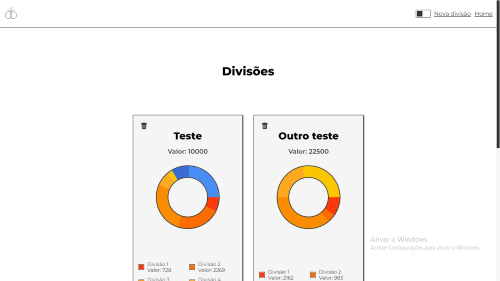 Nova divisão Home
Divisões
Teste
Valor: 10000
Divisão 1
Valor: 728
Divisão 2
Valor: 2269
Divisão 3
Divisão 4
Outro teste
Valor: 22500
Divisão 1
Valor: 2162
Divisão 2
Valor: 983
Ativar o Windows
Acesse Configurações para ativar o Windows.